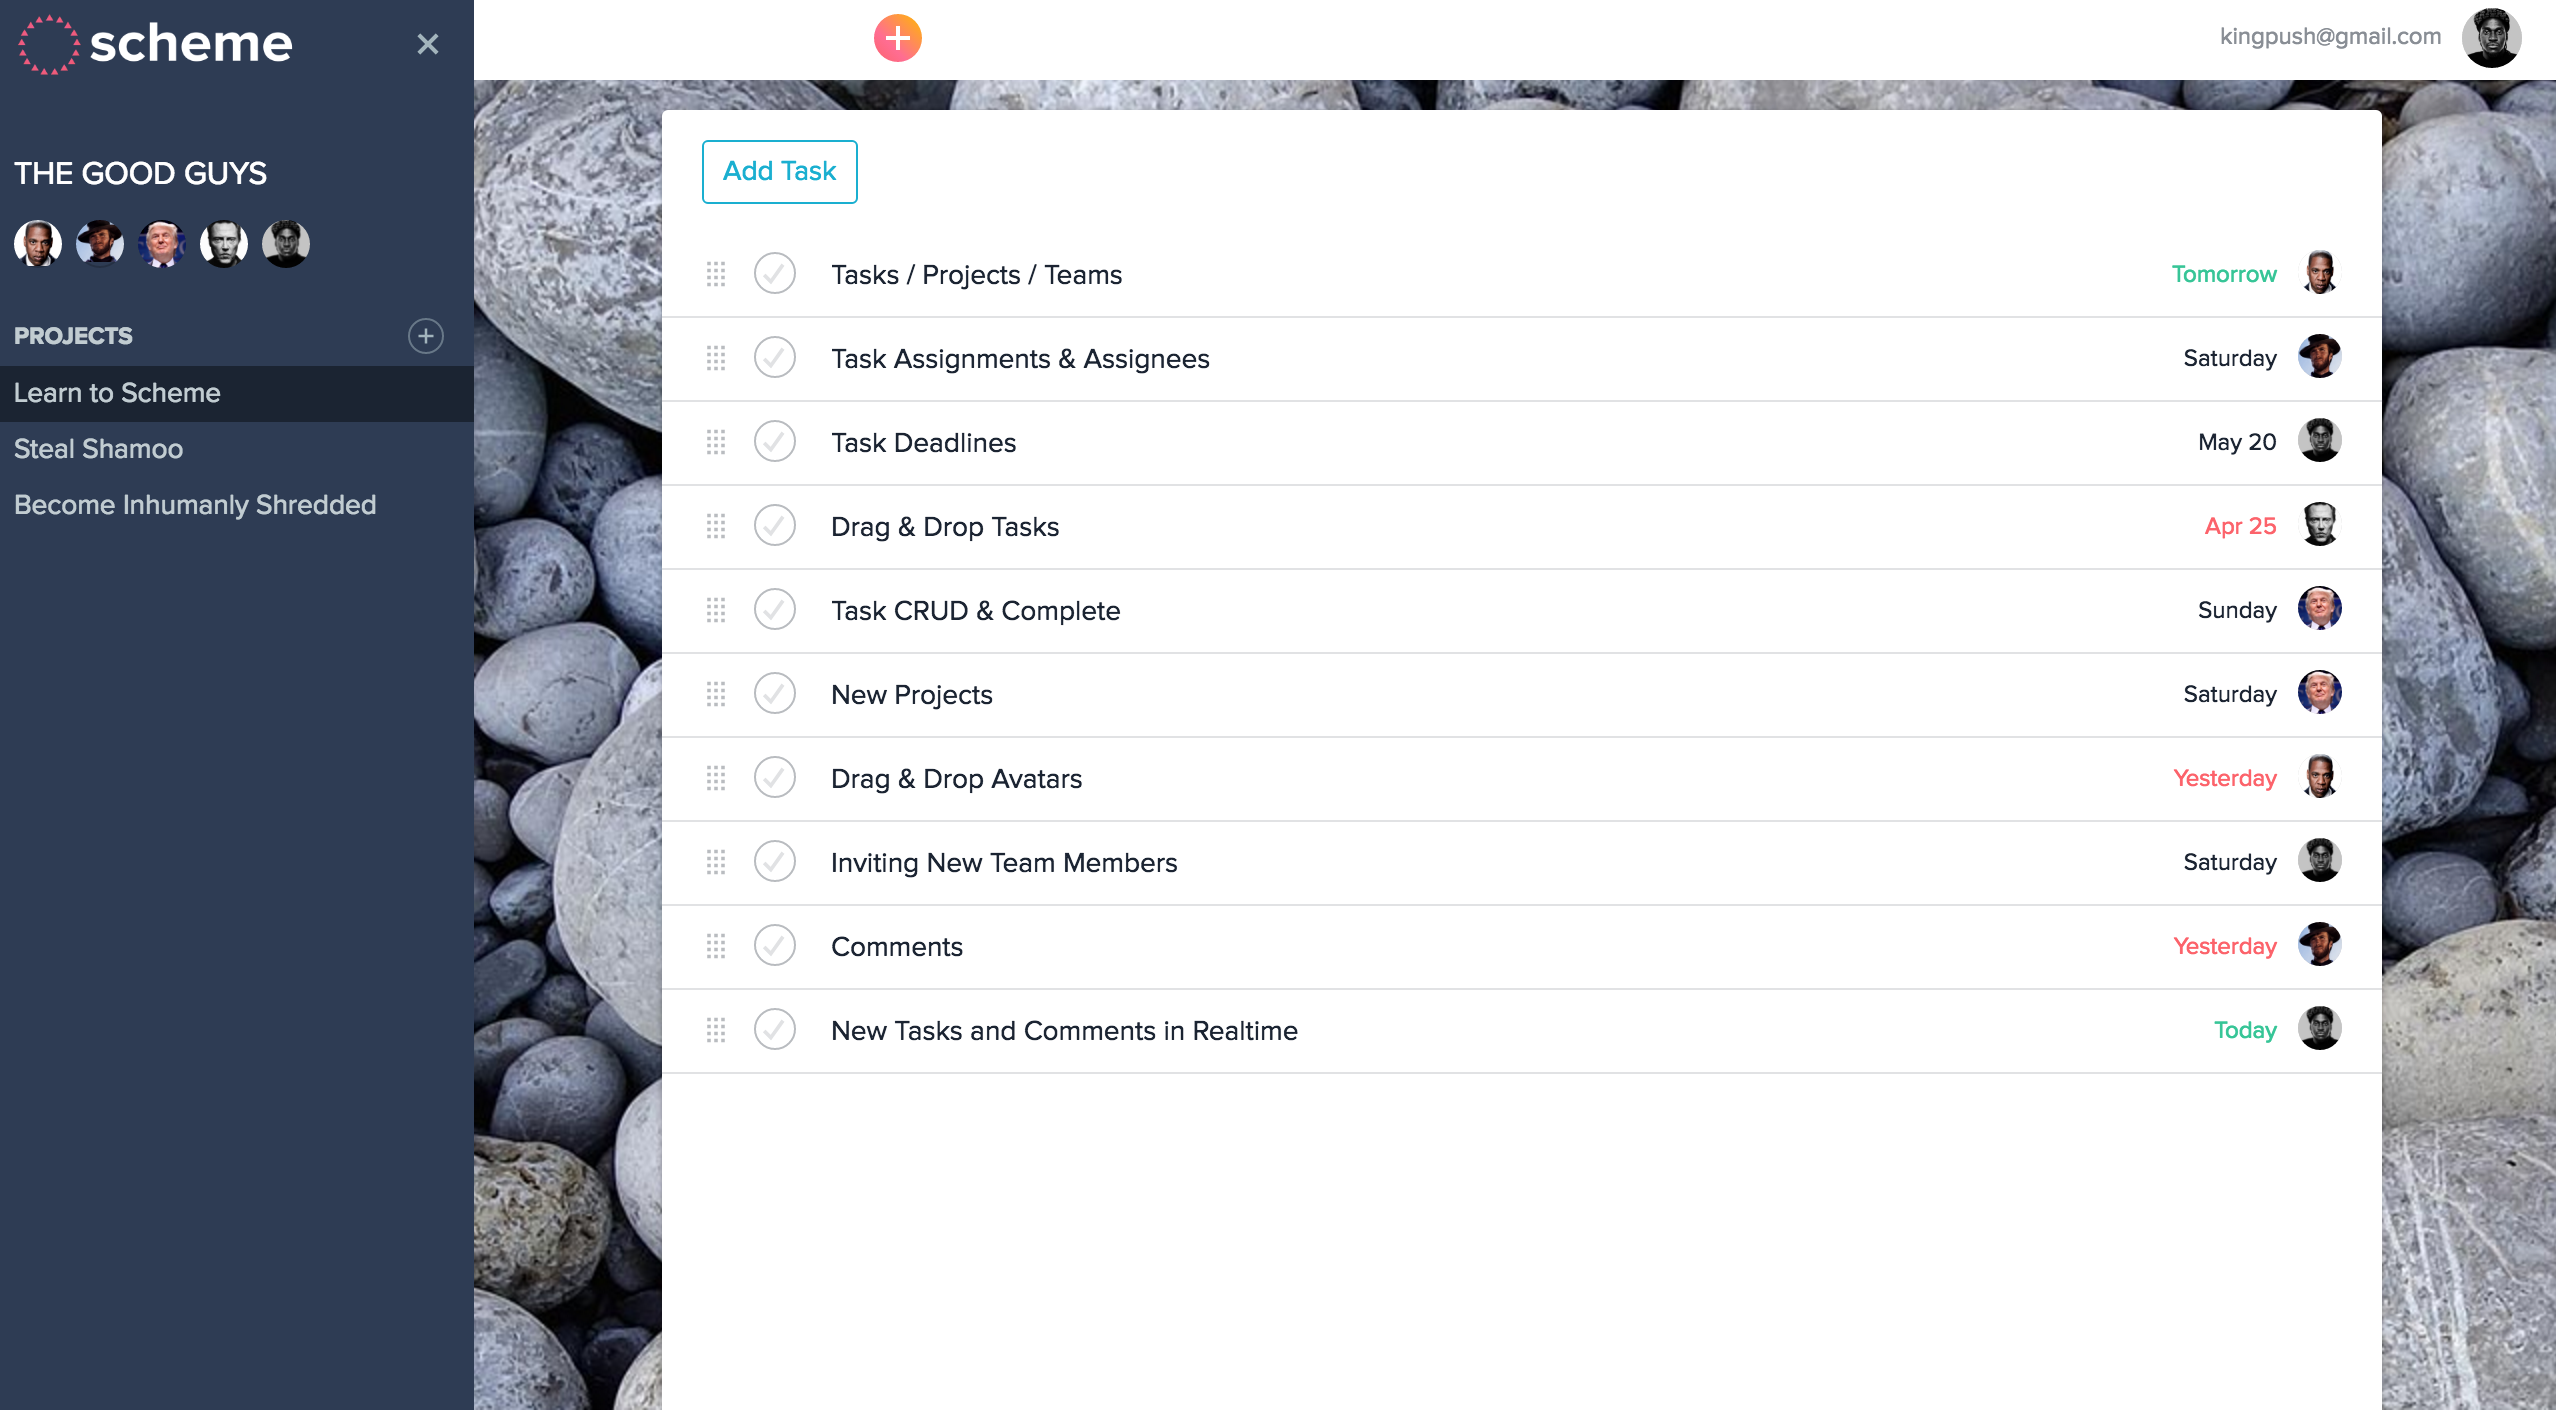 scheme
THE GOOD GUYS
PROJECTS
Learn to Scheme
Steal Shamoo
Become Inhumanly Shredded
kingpush@gmail.com
Add Task
Tasks / Projects / Teams Tomorrow
Task Assignments & Assignees Saturday
Task Deadlines May 20
Drag & Drop Tasks Apr 25
Task CRUD & Complete Sunday
New Projects Saturday
Drag & Drop Avatars Yesterday
Inviting New Team Members Saturday
Comments Yesterday
New Tasks and Comments in Realtime Today